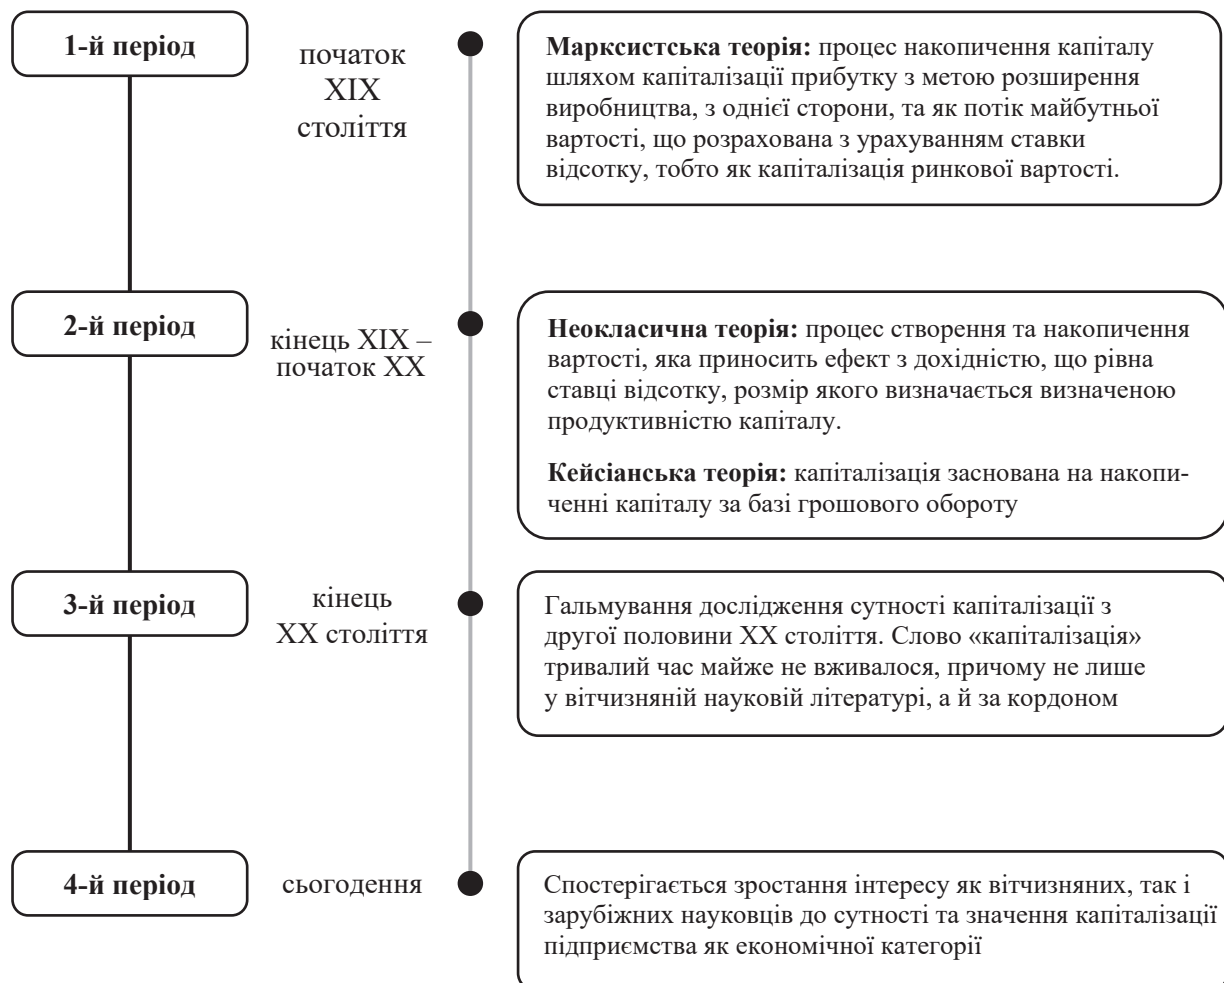 1-й період
початок
XIX
століття
Марксистська теорія: процес накопичення капіталу
шляхом капіталізації прибутку з метою розширення
виробництва, з однієї сторони, та як потік майбутньої
вартості, що розрахована з урахуванням ставки
відсотку, тобто як капіталізація ринкової вартості.
2-й період
кінець XIX –
початок XX
Неокласична теорія: процес створення та накопичення
вартості, яка приносить ефект з дохідністю, що рівна
ставці відсотку, розмір якого визначається визначеною
продуктивністю капіталу.
Кейсіанська теорія: капіталізація заснована на накопи-
ченні капіталу за базі грошового обороту
3-й період
кінець
XX століття
Гальмування дослідження сутності капіталізації з
другої половини XX століття. Слово «капіталізація»
тривалий час майже не вживалося, причому не лише
у вітчизняній науковій літературі, а й за кордоном
4-й період
сьогодення
Спостерігається зростання інтересу як вітчизняних, так і
зарубіжних науковців до сутності та значення капіталізації
підприємства як економічної категорії